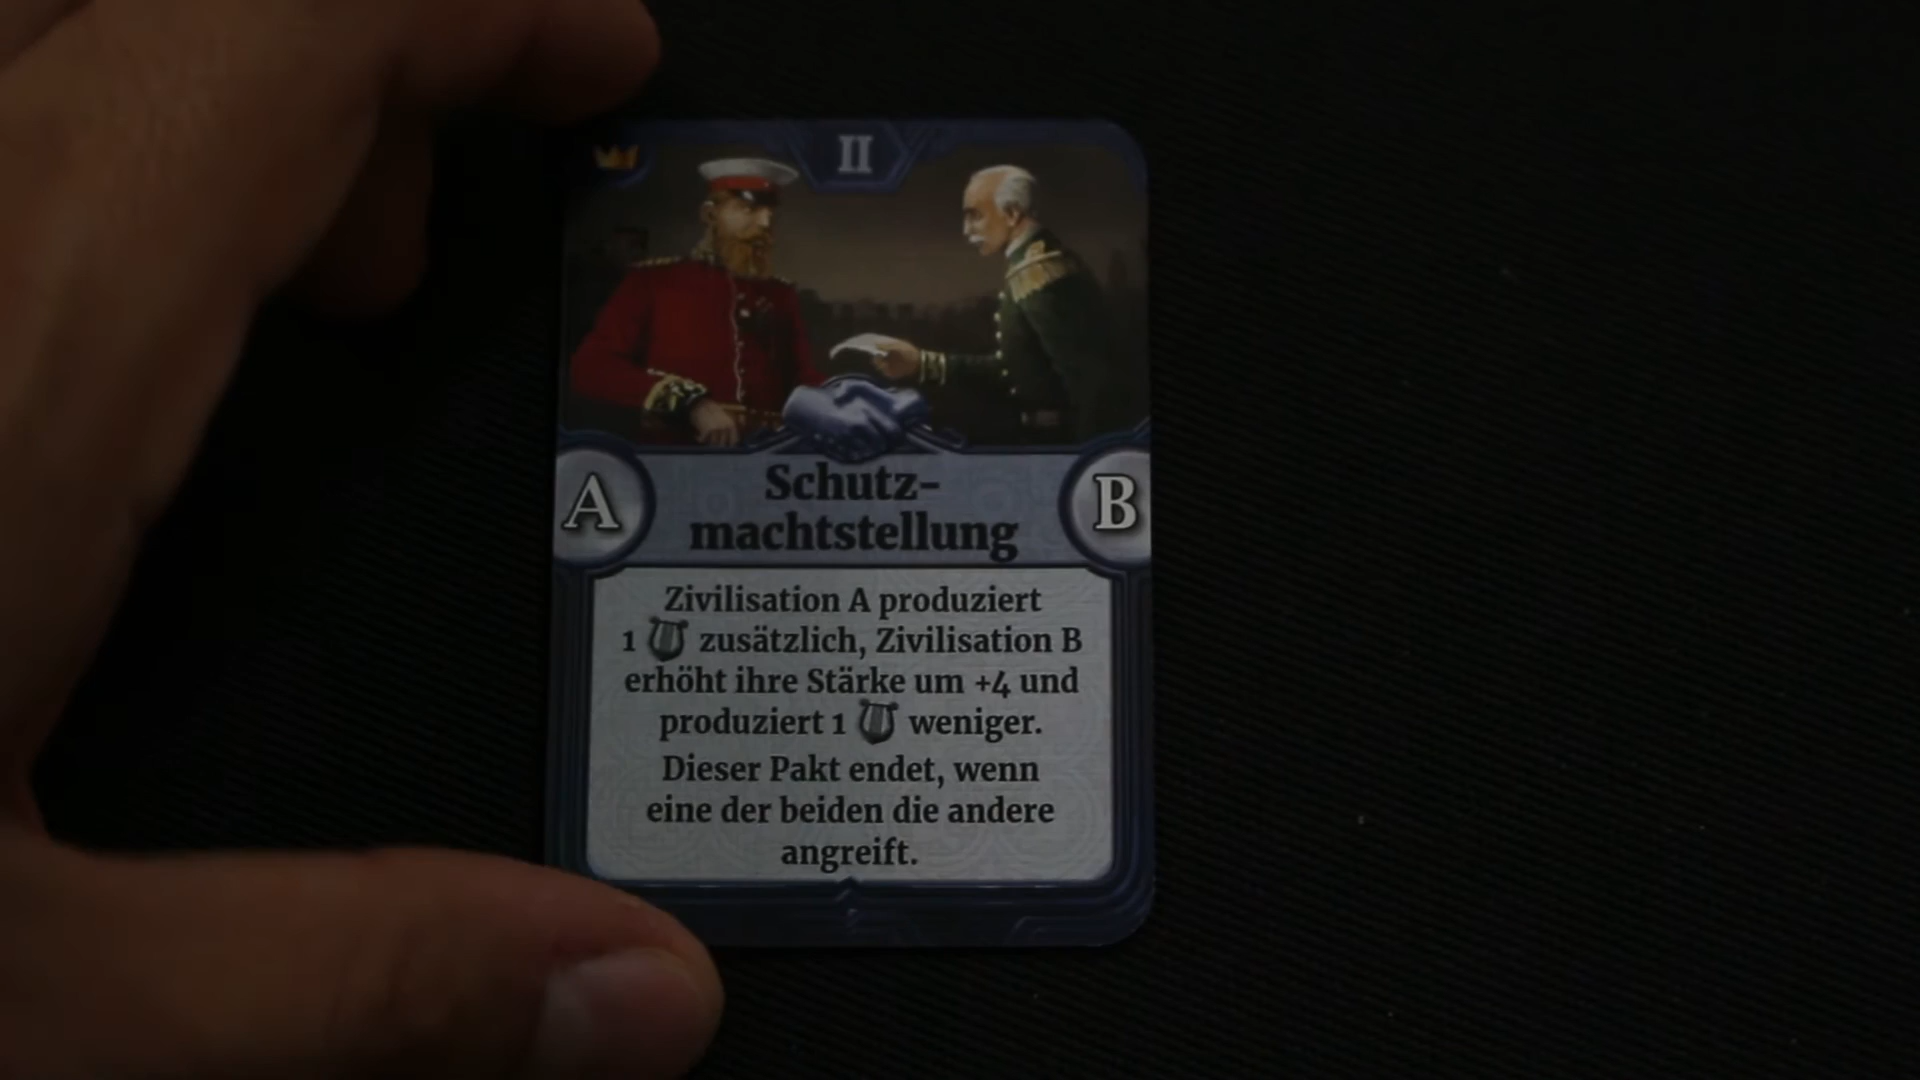 II
A
Schutz-
machtstellung
B
Zivilisation A produziert
1 zusätzlich, Zivilisation B
erhöht ihre Stärke um +4 und
produziert 1 weniger.
Dieser Pakt endet, wenn
eine der beiden die andere
angreift.